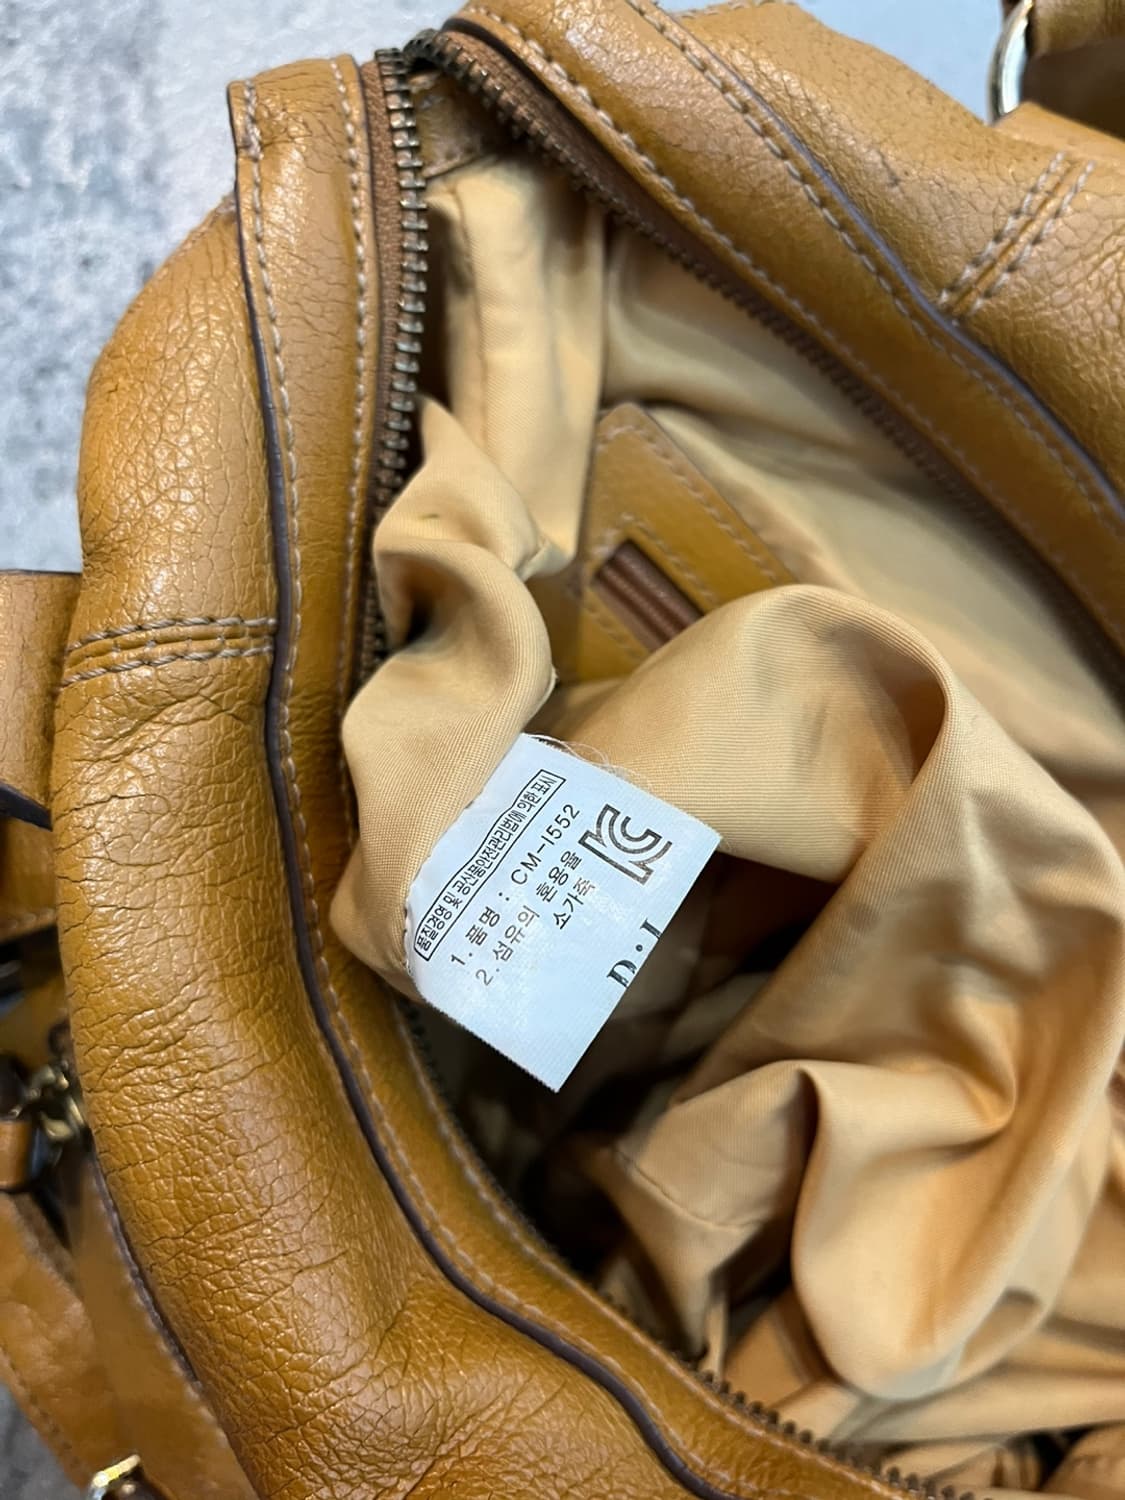 품질경영 및 공산품안전관리법에 의한 표시
1. 품명 : CM-1552
2. 섬유의 혼용율
소가죽